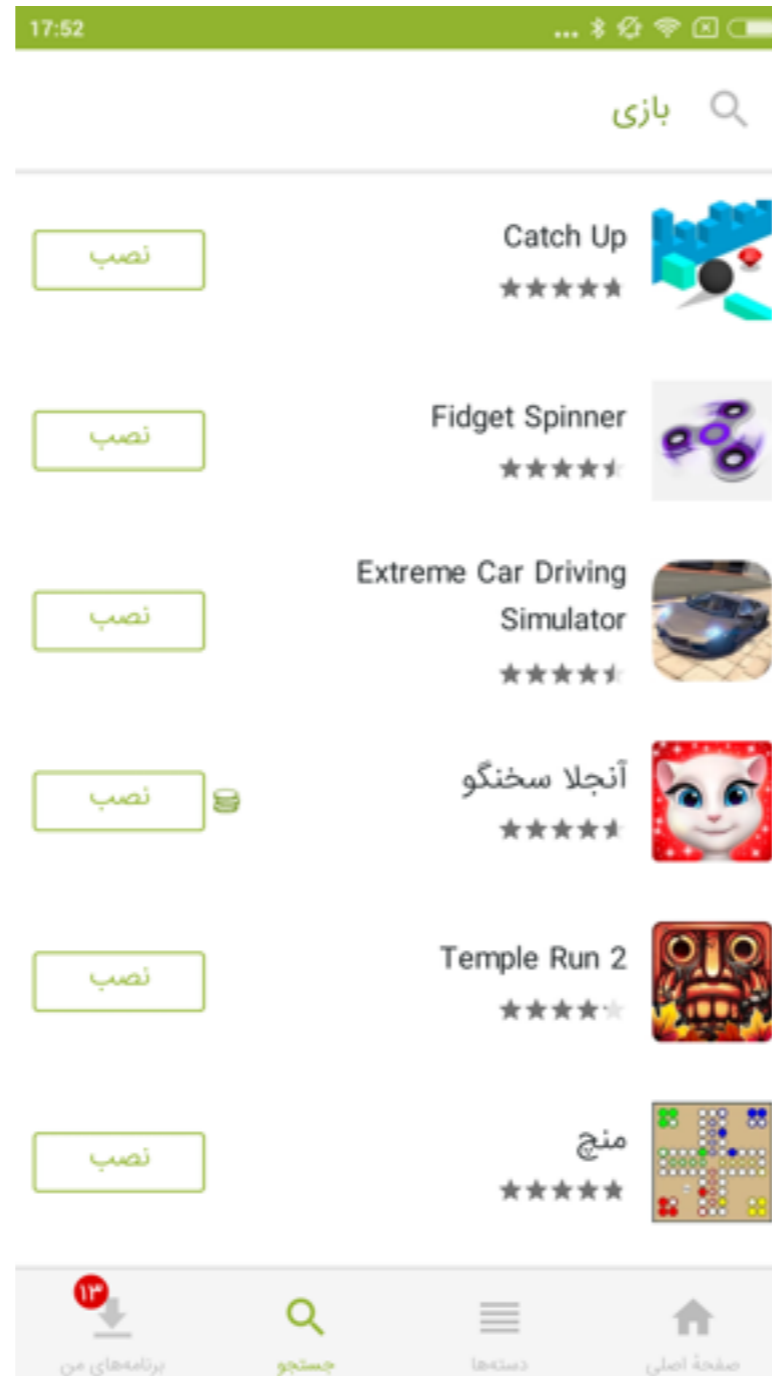 17:52
بازی
Catch Up
نصب
Fidget Spinner
نصب
Extreme Car Driving
Simulator
نصب
آنجلا سخنگو
نصب
Temple Run 2
نصب
منچ
نصب
صفحهٔ اصلی
دسته‌ها
جستجو
۱۳
برنامه‌های من